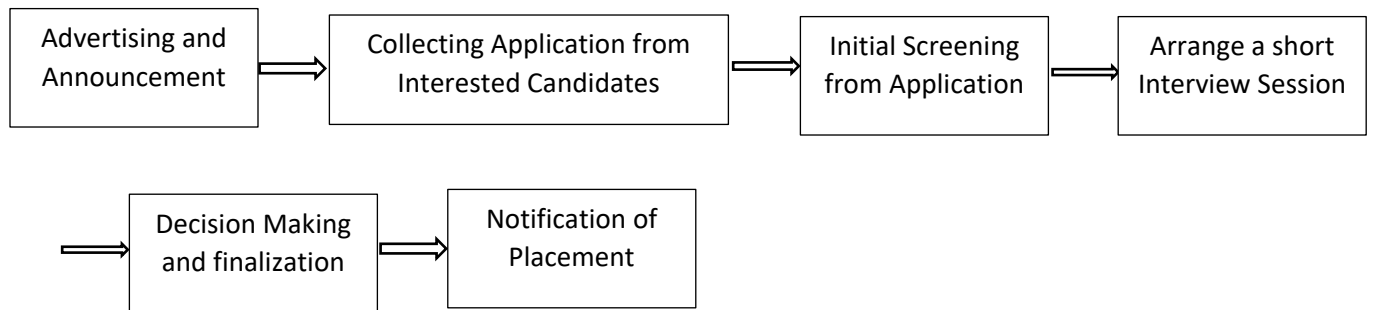 Advertising and
Announcement
Collecting Application from
Interested Candidates
Initial Screening
from Application
Arrange a short
Interview Session
Decision Making
and finalization
Notification of
Placement